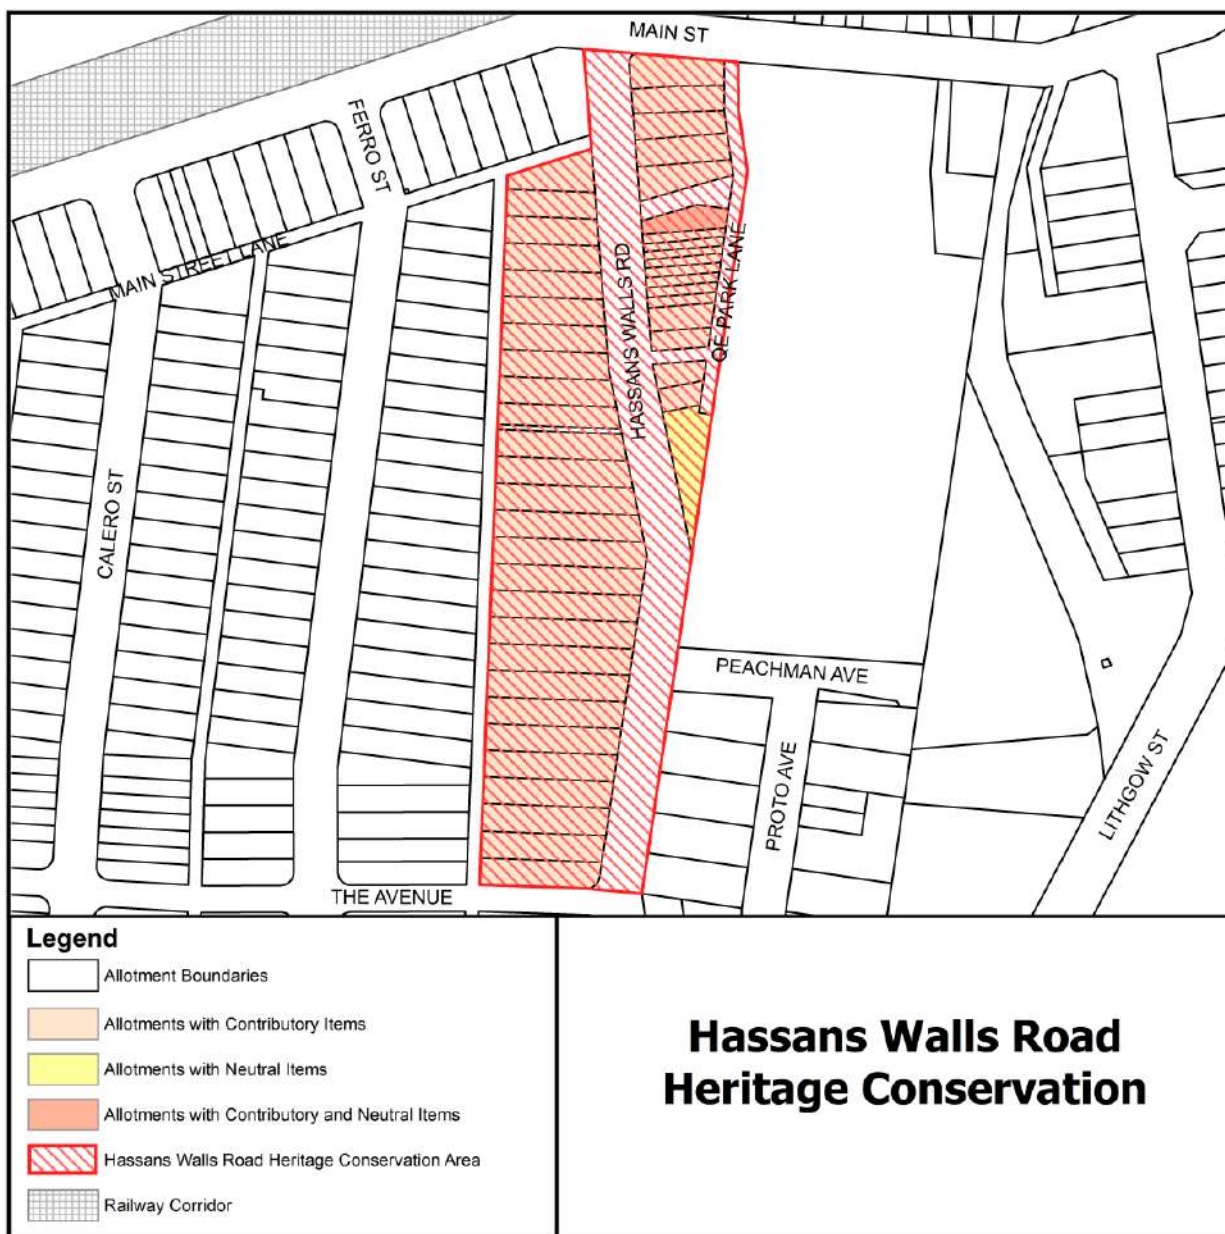 MAIN ST
FERRO ST
MAIN STREET LANE
HASSANS WALLS RD
QE PARK LANE
CALERO ST
PEACHMAN AVE
PROTO AVE
LITHGOW ST
THE AVENUE
Legend
Allotment Boundaries
Allotments with Contributory Items
Allotments with Neutral Items
Allotments with Contributory and Neutral Items
Hassans Walls Road Heritage Conservation Area
Railway Corridor
Hassans Walls Road
Heritage Conservation